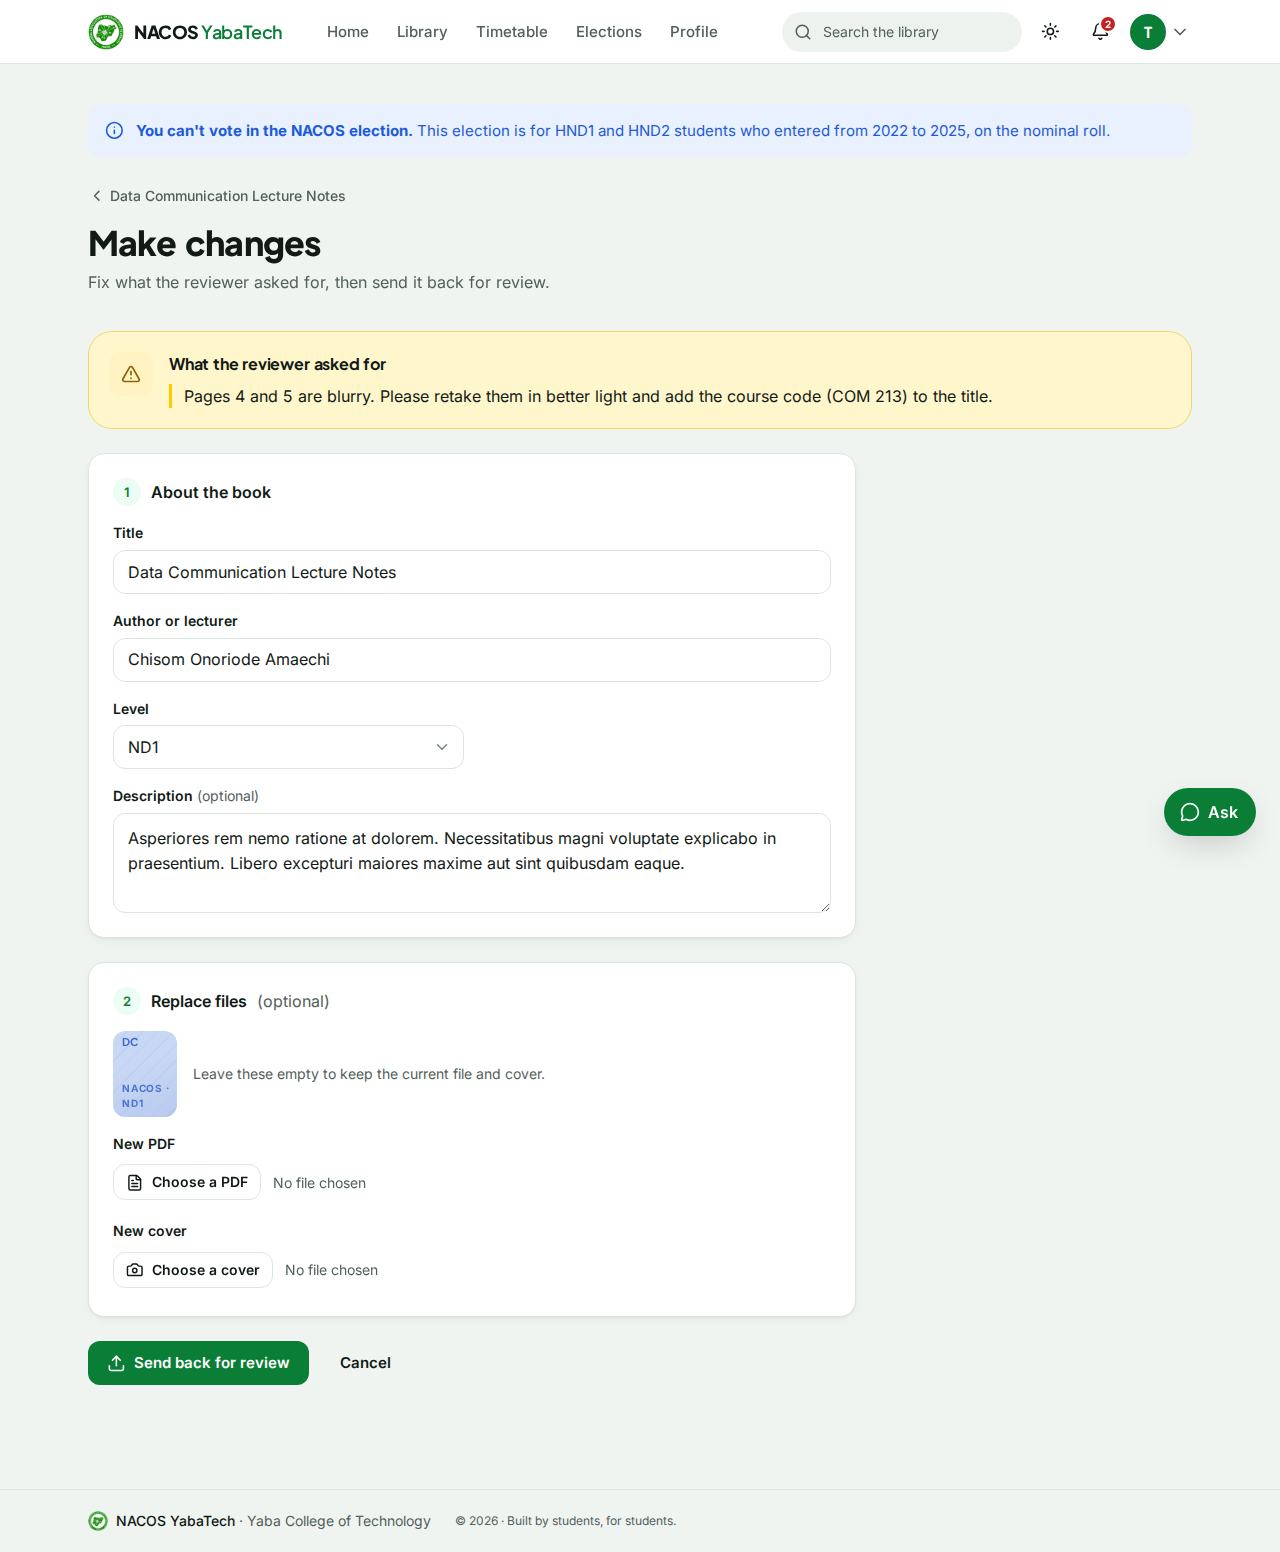 NACOS YabaTech
Home
Library
Timetable
Elections
Profile
Search the library
2
T
You can't vote in the NACOS election. This election is for HND1 and HND2 students who entered from 2022 to 2025, on the nominal roll.
Data Communication Lecture Notes
Make changes
Fix what the reviewer asked for, then send it back for review.
What the reviewer asked for
Pages 4 and 5 are blurry. Please retake them in better light and add the course code (COM 213) to the title.
1 About the book
Title
Data Communication Lecture Notes
Author or lecturer
Chisom Onoriode Amaechi
Level
ND1
Description (optional)
Asperiores rem nemo ratione at dolorem. Necessitatibus magni voluptate explicabo in
praesentium. Libero excepturi maiores maxime aut sint quibusdam eaque.
Ask
2 Replace files (optional)
DC
NACOS ·
ND1
Leave these empty to keep the current file and cover.
New PDF
Choose a PDF
No file chosen
New cover
Choose a cover
No file chosen
Send back for review
Cancel
NACOS YabaTech · Yaba College of Technology
© 2026 · Built by students, for students.